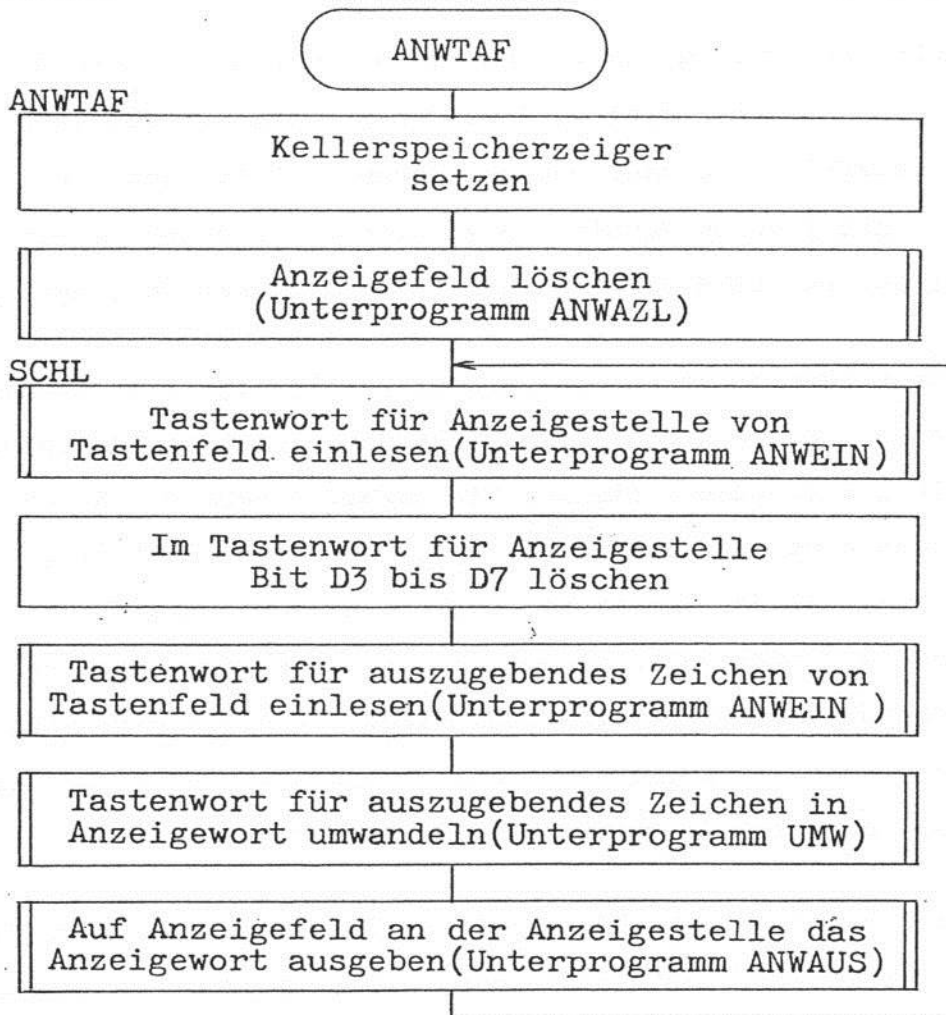 ANWTAF
ANWTAF
Kellerspeicherzeiger
setzen
Anzeigefeld löschen
(Unterprogramm ANWAZL)
SCHL
Tastenwort für Anzeigestelle von
Tastenfeld einlesen(Unterprogramm ANWEIN)
Im Tastenwort für Anzeigestelle
Bit D3 bis D7 löschen
Tastenwort für auszugebendes Zeichen von
Tastenfeld einlesen(Unterprogramm ANWEIN )
Tastenwort für auszugebendes Zeichen in
Anzeigewort umwandeln(Unterprogramm UMW)
Auf Anzeigefeld an der Anzeigestelle das
Anzeigewort ausgeben(Unterprogramm ANWAUS)